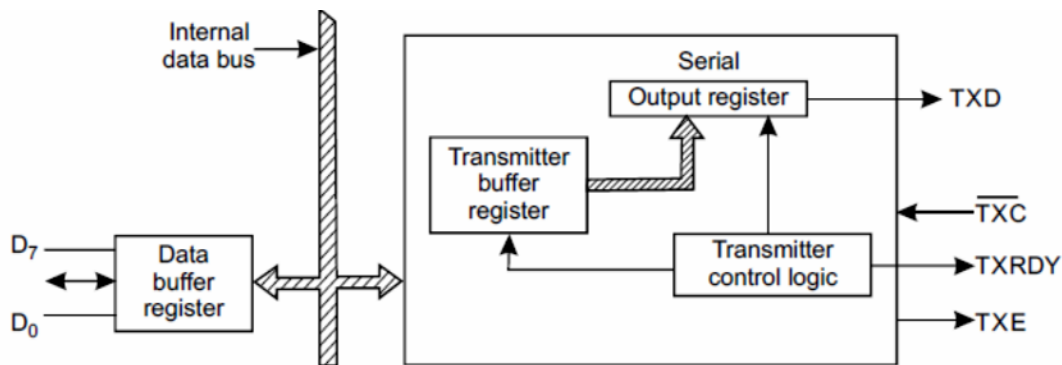 Internal
data bus
Serial
Output register
TXD
Transmitter
buffer
register
TXC
D7
Data
buffer
register
D0
Transmitter
control logic
TXRDY
TXE